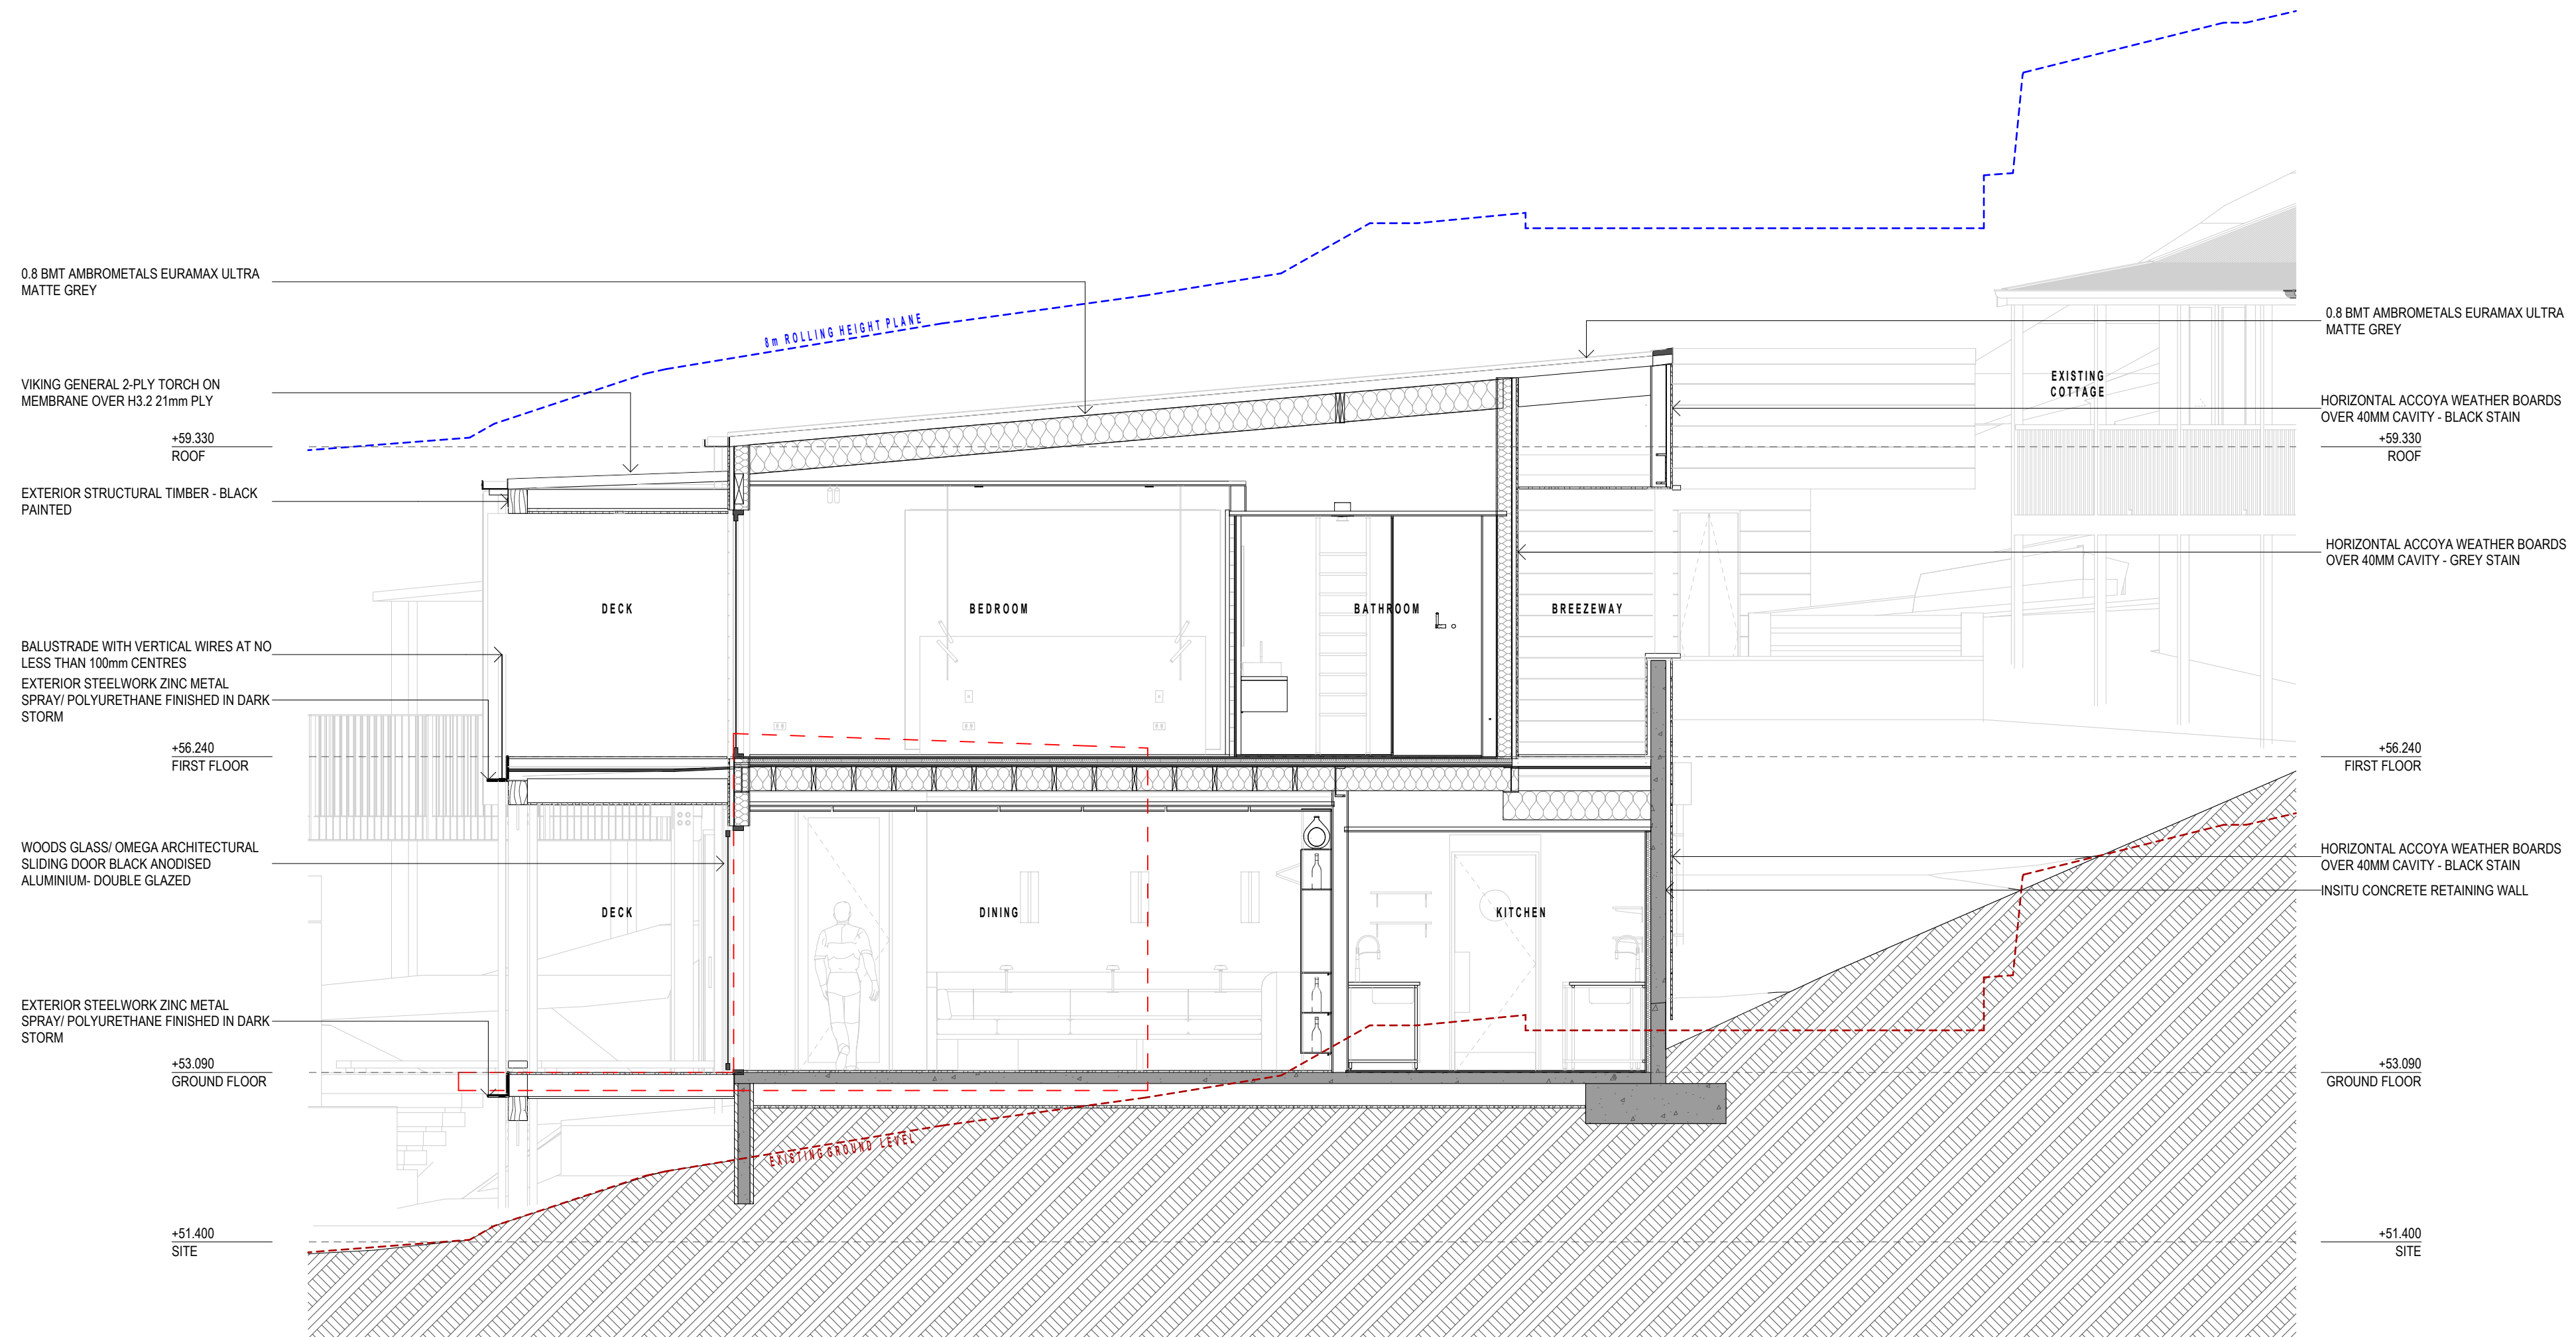 8m ROLLING HEIGHT PLANE
0.8 BMT AMBROMETALS EURAMAX ULTRA
MATTE GREY
VIKING GENERAL 2-PLY TORCH ON
MEMBRANE OVER H3.2 21mm PLY
+59.330
ROOF
EXTERIOR STRUCTURAL TIMBER - BLACK
PAINTED
BALUSTRADE WITH VERTICAL WIRES AT NO
LESS THAN 100mm CENTRES
EXTERIOR STEELWORK ZINC METAL
SPRAY/ POLYURETHANE FINISHED IN DARK
STORM
+56.240
FIRST FLOOR
WOODS GLASS/ OMEGA ARCHITECTURAL
SLIDING DOOR BLACK ANODISED
ALUMINIUM- DOUBLE GLAZED
EXTERIOR STEELWORK ZINC METAL
SPRAY/ POLYURETHANE FINISHED IN DARK
STORM
+53.090
GROUND FLOOR
+51.400
SITE
DECK
BEDROOM
BATHROOM
BREEZEWAY
EXISTING
COTTAGE
DECK
DINING
KITCHEN
EXISTING GROUND LEVEL
0.8 BMT AMBROMETALS EURAMAX ULTRA
MATTE GREY
HORIZONTAL ACCOYA WEATHER BOARDS
OVER 40MM CAVITY - BLACK STAIN
+59.330
ROOF
HORIZONTAL ACCOYA WEATHER BOARDS
OVER 40MM CAVITY - GREY STAIN
+56.240
FIRST FLOOR
HORIZONTAL ACCOYA WEATHER BOARDS
OVER 40MM CAVITY - BLACK STAIN
INSITU CONCRETE RETAINING WALL
+53.090
GROUND FLOOR
+51.400
SITE